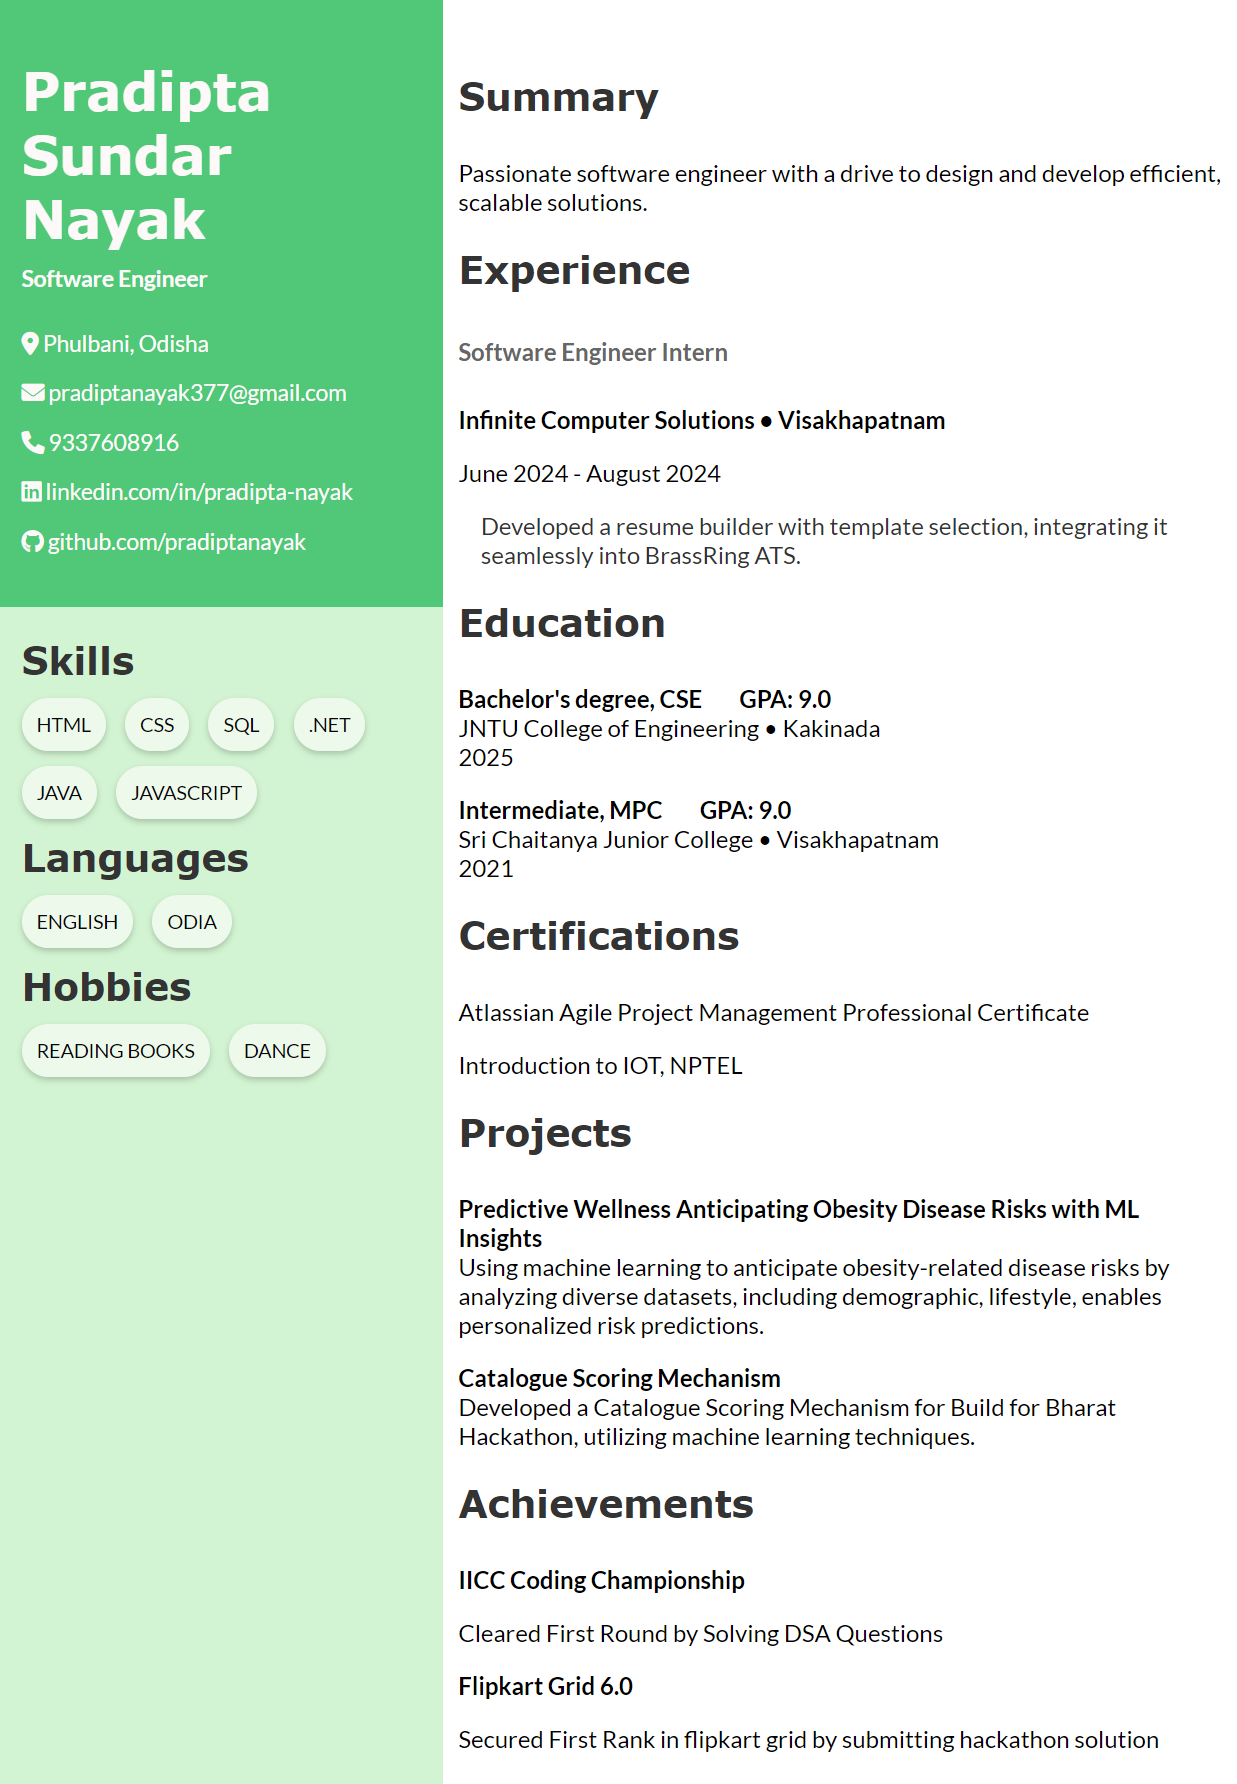 Pradipta
Sundar
Nayak
Software Engineer
Phulbani, Odisha
pradiptanayak377@gmail.com
9337608916
linkedin.com/in/pradipta-nayak
github.com/pradiptanayak
Skills
HTML CSS SQL .NET
JAVA JAVASCRIPT
Languages
ENGLISH ODIA
Hobbies
READING BOOKS DANCE
Summary
Passionate software engineer with a drive to design and develop efficient,
scalable solutions.
Experience
Software Engineer Intern
Infinite Computer Solutions • Visakhapatnam
June 2024 - August 2024
Developed a resume builder with template selection, integrating it
seamlessly into BrassRing ATS.
Education
Bachelor's degree, CSE GPA: 9.0
JNTU College of Engineering • Kakinada
2025
Intermediate, MPC GPA: 9.0
Sri Chaitanya Junior College • Visakhapatnam
2021
Certifications
Atlassian Agile Project Management Professional Certificate
Introduction to IOT, NPTEL
Projects
Predictive Wellness Anticipating Obesity Disease Risks with ML
Insights
Using machine learning to anticipate obesity-related disease risks by
analyzing diverse datasets, including demographic, lifestyle, enables
personalized risk predictions.
Catalogue Scoring Mechanism
Developed a Catalogue Scoring Mechanism for Build for Bharat
Hackathon, utilizing machine learning techniques.
Achievements
IICC Coding Championship
Cleared First Round by Solving DSA Questions
Flipkart Grid 6.0
Secured First Rank in flipkart grid by submitting hackathon solution